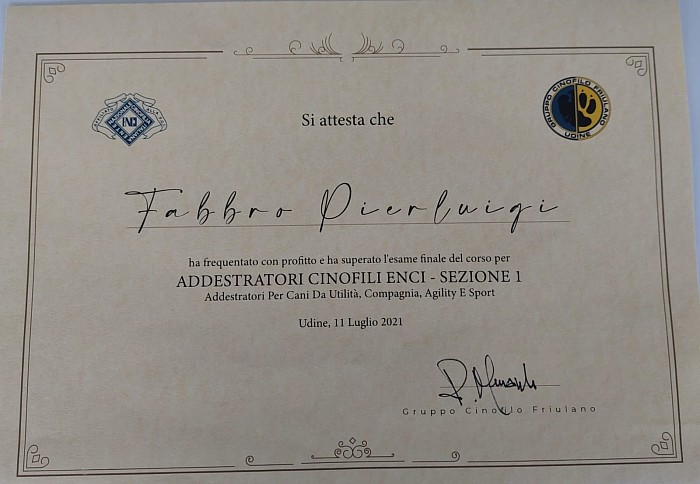 Si attesta che
GRUPPO CINOFILO FRIULANO
UDINE
Fabbro Pierluigi
ha frequentato con profitto e ha superato l'esame finale del corso per
ADDESTRATORI CINOFILI ENCI - SEZIONE 1
Addestratori Per Cani Da Utilità, Compagnia, Agility E Sport
Udine, 11 Luglio 2021
Gruppo Cinofilo Friulano